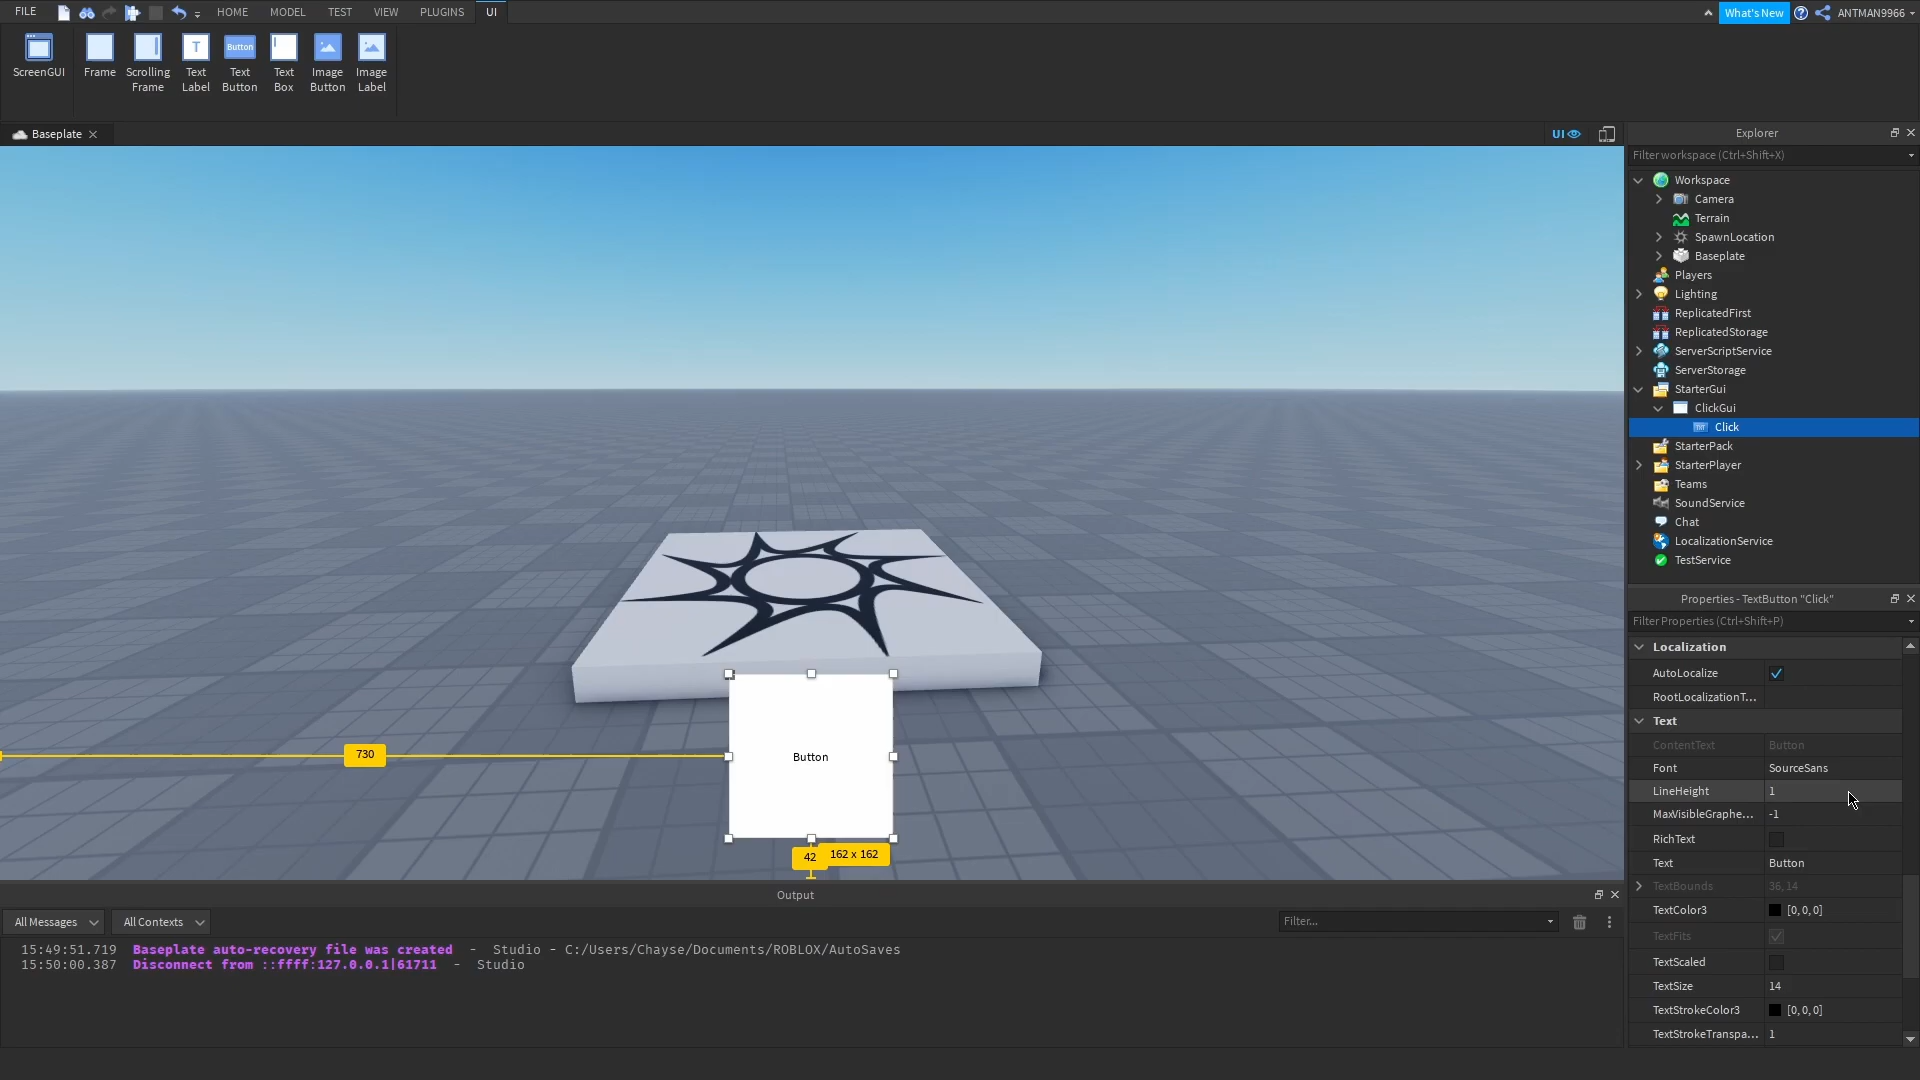 FILE
HOME
MODEL
TEST
VIEW
PLUGINS
UI
What's New
ANTMAN9966
ScreenGUI
Frame
Scrolling
Frame
T
Text
Label
Button
Text
Button
Text
Box
Image
Button
Image
Label
Baseplate
UI
Explorer
Filter workspace (Ctrl+Shift+X)
Workspace
Camera
Terrain
SpawnLocation
Baseplate
Players
Lighting
ReplicatedFirst
ReplicatedStorage
ServerScriptService
ServerStorage
StarterGui
ClickGui
Click
StarterPack
StarterPlayer
Teams
SoundService
Chat
LocalizationService
TestService
Properties - TextButton "Click"
Filter Properties (Ctrl+Shift+P)
Localization
AutoLocalize
RootLocalizationT...
Text
ContentText Button
Font SourceSans
LineHeight 1
MaxVisibleGraphe... -1
RichText
Text Button
TextBounds 36, 14
TextColor3 [0, 0, 0]
TextFits
TextScaled
TextSize 14
TextStrokeColor3 [0, 0, 0]
TextStrokeTranspa... 1
730
Button
42
162 x 162
Output
All Messages
All Contexts
Filter...
15:49:51.719 Baseplate auto-recovery file was created - Studio - C:/Users/Chayse/Documents/ROBLOX/AutoSaves
15:50:00.387 Disconnect from ::ffff:127.0.0.1|61711 - Studio